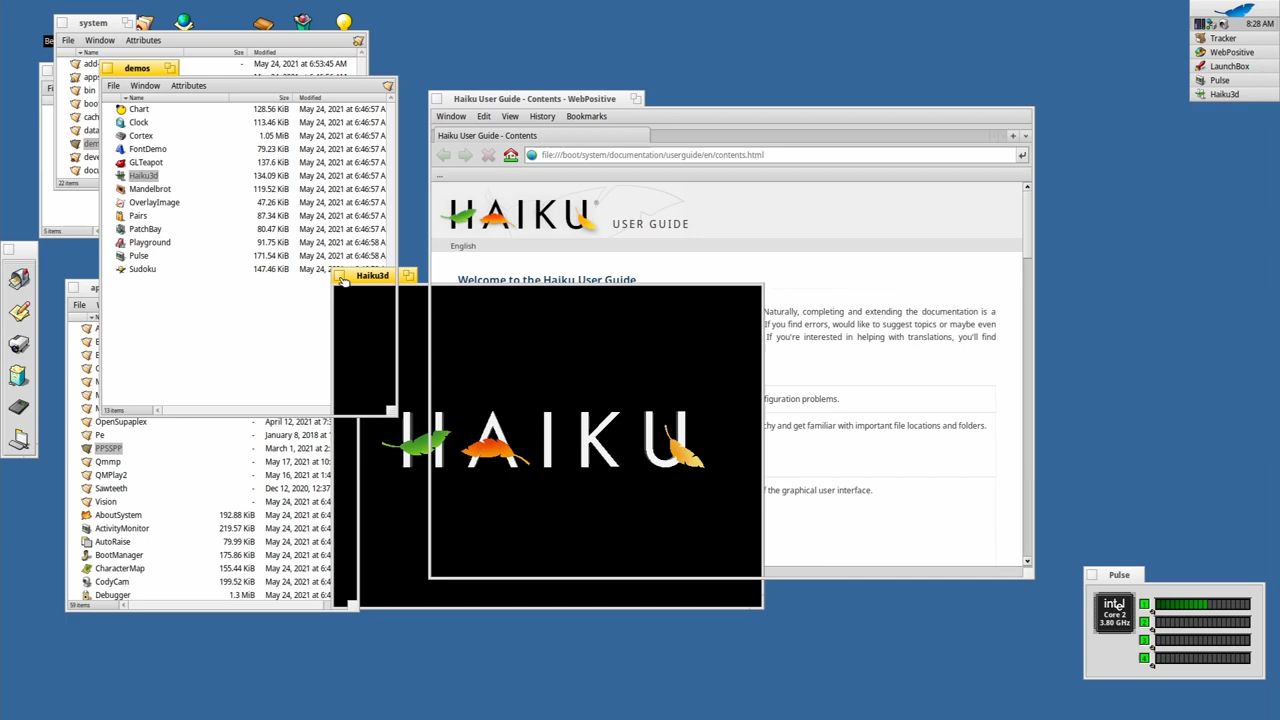 system
File Window Attributes
Name Size Modified
add - May 24, 2021 at 6:53:45 AM
app
bin
boo
cac
data
dem
deve
docu
22 items
5 items
demos
File Window Attributes
Name Size Modified
Chart 128.56 KiB May 24, 2021 at 6:46:57 A
Clock 113.46 KiB May 24, 2021 at 6:46:57 A
Cortex 1.05 MiB May 24, 2021 at 6:46:57 A
FontDemo 79.23 KiB May 24, 2021 at 6:46:57 A
GLTeapot 137.6 KiB May 24, 2021 at 6:46:57 A
Haiku3d 134.09 KiB May 24, 2021 at 6:46:57 A
Mandelbrot 119.52 KiB May 24, 2021 at 6:46:57 A
OverlayImage 47.26 KiB May 24, 2021 at 6:46:57 A
Pairs 87.34 KiB May 24, 2021 at 6:46:57 A
PatchBay 80.47 KiB May 24, 2021 at 6:46:57 A
Playground 91.75 KiB May 24, 2021 at 6:46:58 A
Pulse 171.54 KiB May 24, 2021 at 6:46:58 A
Sudoku 147.46 KiB May 24, 2
13 items
ap
File
OpenSupaplex April 12, 2021 at 7:
Pe - January 8, 2018 at
PPSSPP - March 1, 2021 at 2:
Qmmp - May 17, 2021 at 10:
QMPlay2 - May 16, 2021 at 1:4
Sawteeth - Dec 12, 2020, 12:37
Vision - May 24, 2021 at 6:4
AboutSystem 192.88 KiB May 24, 2021 at 6:4
ActivityMonitor 219.57 KiB May 24, 2021 at 6:4
AutoRaise 79.99 KiB May 24, 2021 at 6:4
BootManager 175.86 KiB May 24, 2021 at 6:4
CharacterMap 155.44 KiB May 24, 2021 at 6:4
CodyCam 199.52 KiB May 24, 2021 at 6:4
Debugger 1.3 MiB May 24, 2021 at 6:4
59 items
Haiku3d
HAIKU
Haiku User Guide - Contents - WebPositive
Window Edit View History Bookmarks
Haiku User Guide - Contents
file:///boot/system/documentation/userguide/en/contents.html
...
HAIKU USER GUIDE
English
Welcome to the Haiku User Guide
Naturally, completing and extending the documentation is a
If you find errors, would like to suggest topics or maybe even
If you're interested in helping with translations, you'll find
figuration problems.
chy and get familiar with important file locations and folders.
f the graphical user interface.
8:28 AM
Tracker
WebPositive
LaunchBox
Pulse
Haiku3d
Pulse
intel
Core 2
3.80 GHz
1
2
3
4